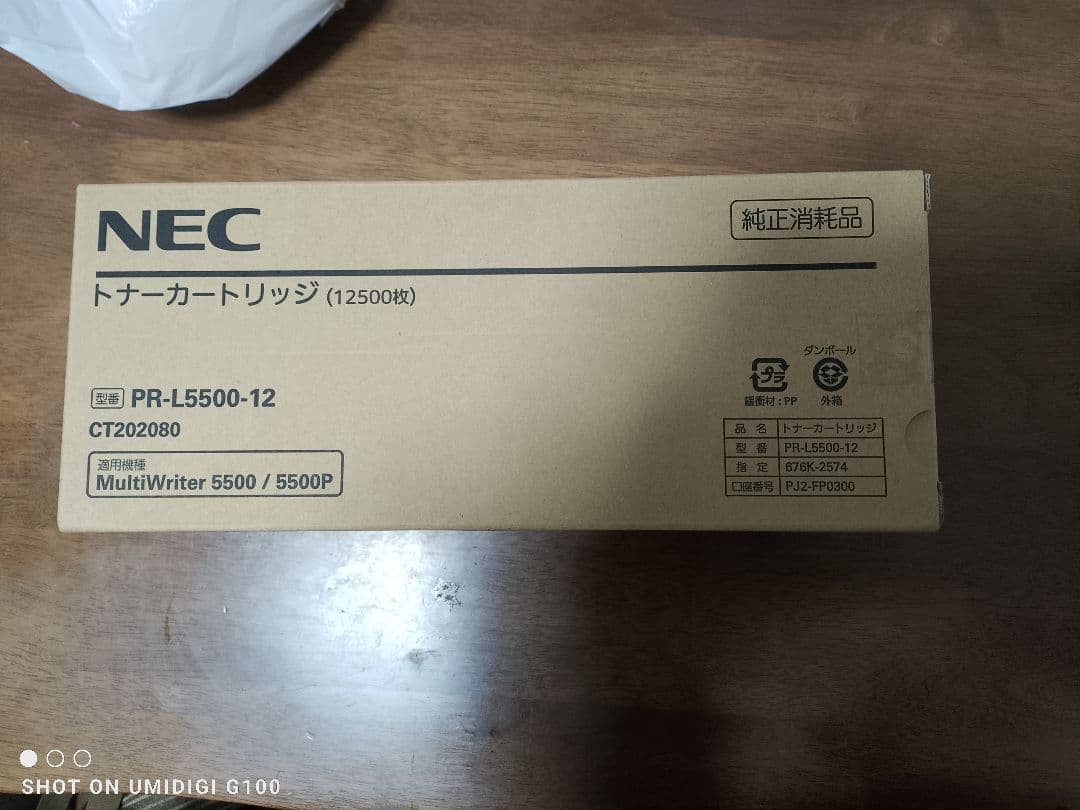 NEC
純正消耗品
トナーカートリッジ (12500枚)
型番 PR-L5500-12
CT202080
適用機種
MultiWriter 5500 / 5500P
ダンボール
プラ
緩衝材：PP 外箱
品 名 トナーカートリッジ
型 番 PR-L5500-12
指 定 676K-2574
口座番号 PJ2-FP0300
SHOT ON UMIDIGI G100